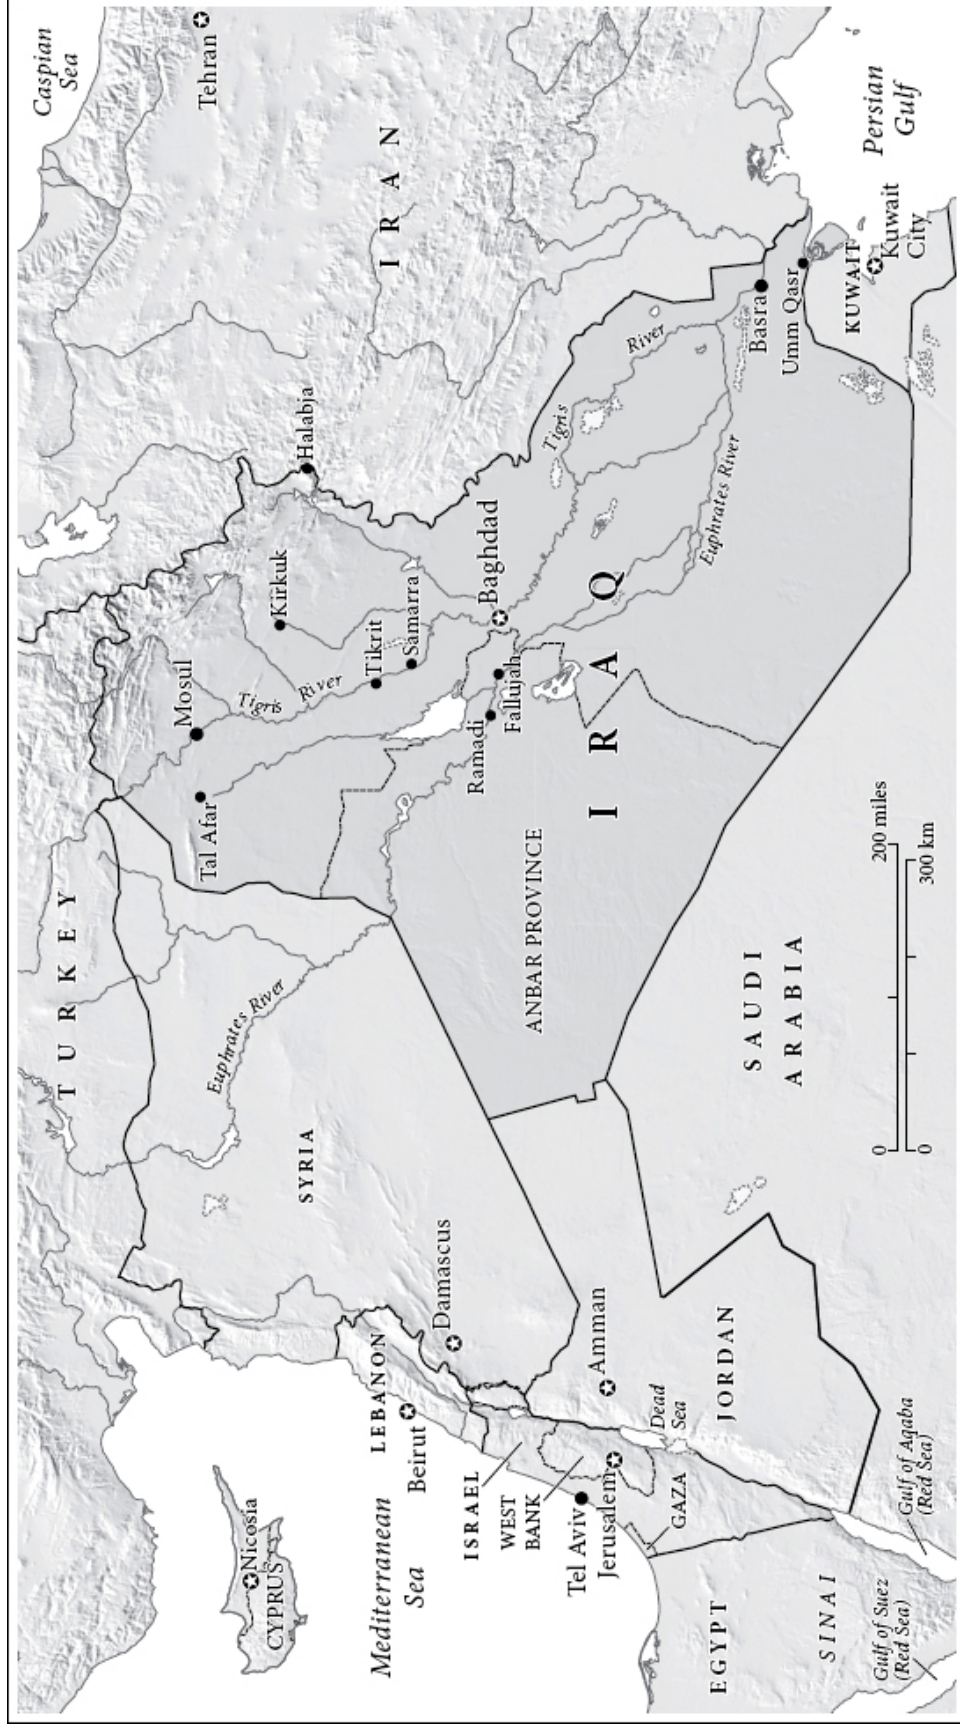 Caspian
Sea
Tehran
T U R K E Y
I R A N
CYPRUS
Nicosia
Mediterranean
Sea
LEBANON
Beirut
SYRIA
Damascus
Euphrates River
Tal Afar
Mosul
Tigris
River
Kirkuk
Halabja
Tikrit
Samarra
Baghdad
Ramadi
Fallujah
ANBAR PROVINCE
I R A Q
Tigris
River
Euphrates River
Basra
Umm Qasr
KUWAIT
Kuwait
City
Persian
Gulf
ISRAEL
WEST
BANK
Tel Aviv
Jerusalem
GAZA
Amman
Dead
Sea
JORDAN
SAUDI
ARABIA
EGYPT
SINAI
Gulf of Suez
(Red Sea)
Gulf of Aqaba
(Red Sea)
0
200 miles
0
300 km